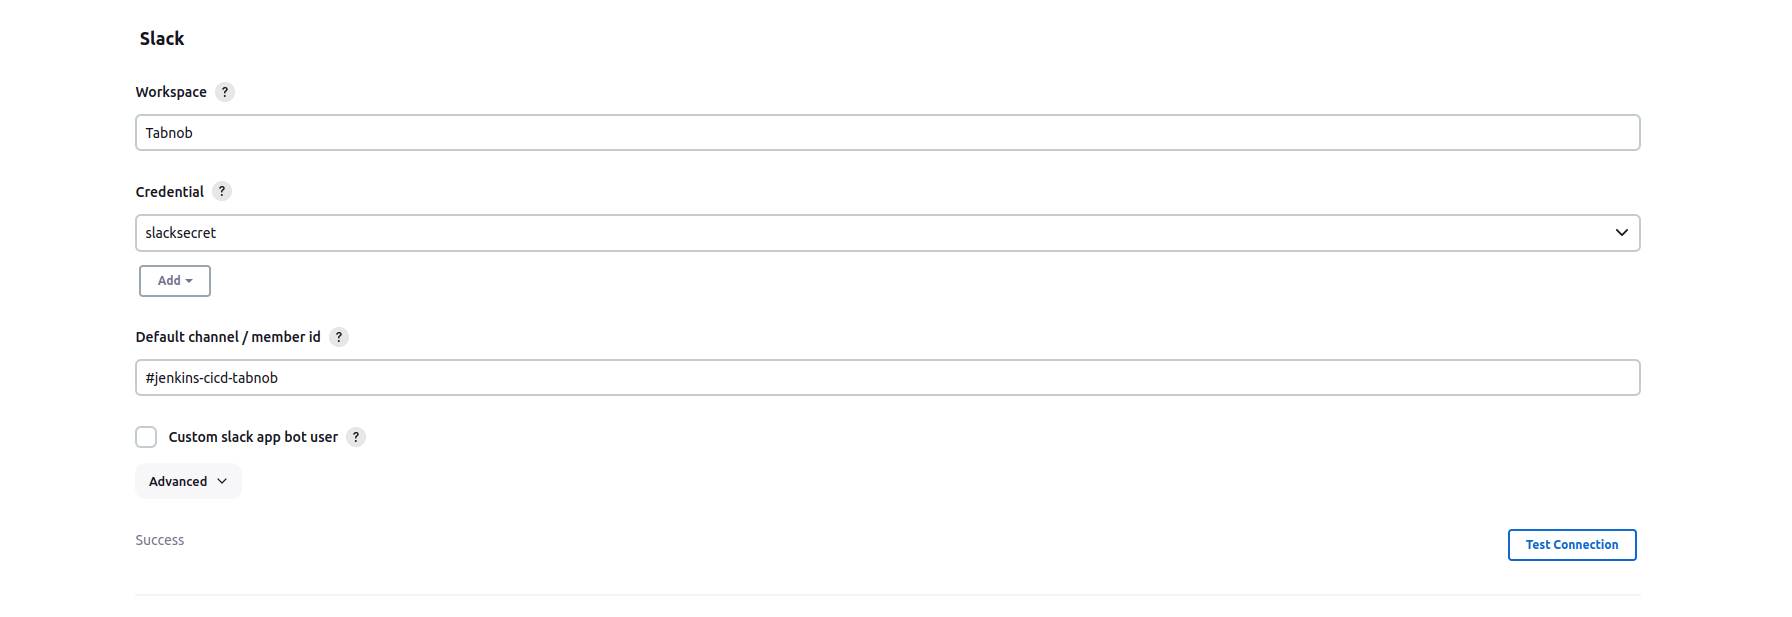 Slack
Workspace ?
Tabnob
Credential ?
slacksecret
Add
Default channel / member id ?
#jenkins-cicd-tabnob
Custom slack app bot user ?
Advanced
Success
Test Connection